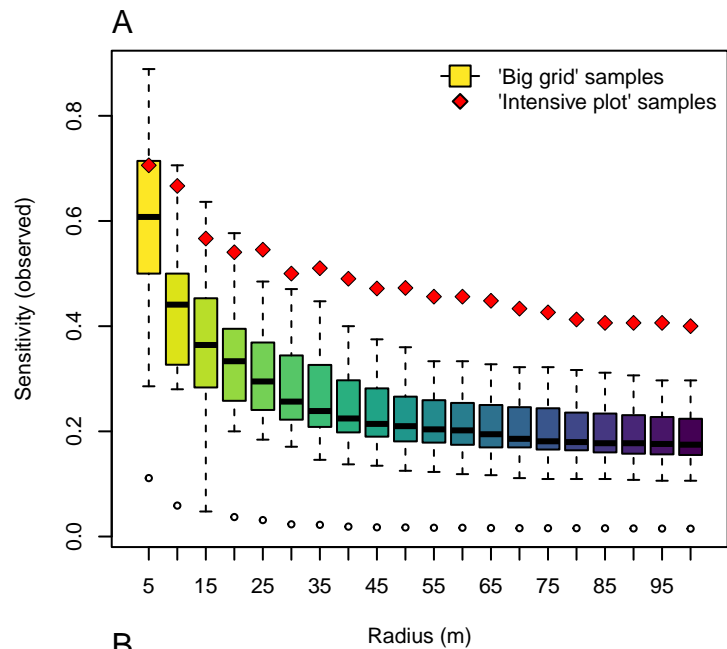 A
'Big grid' samples
'Intensive plot' samples
Sensitivity (observed)
0.8
0.6
0.4
0.2
0.0
5 15 25 35 45 55 65 75 85 95
Radius (m)
B